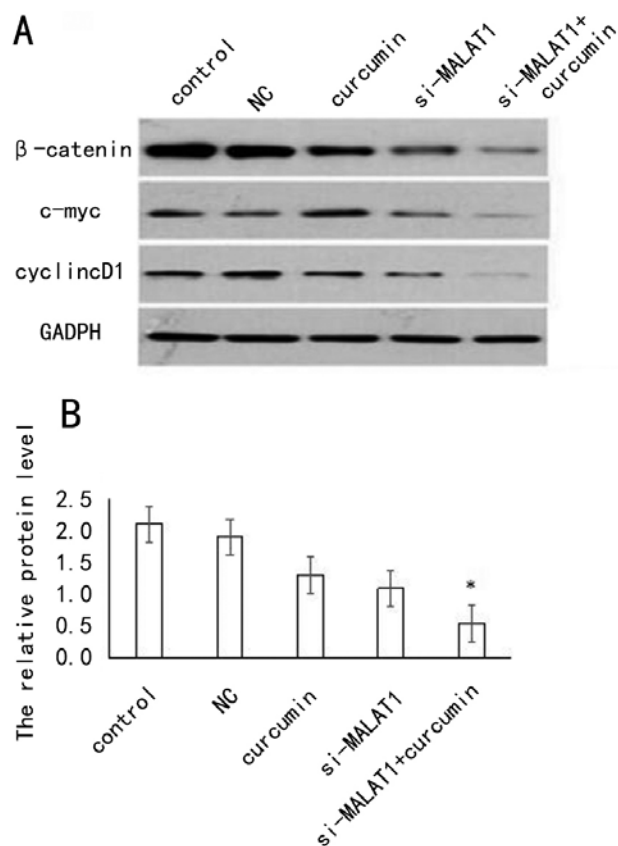 A
control
NC
curcumin
si-MALAT1
si-MALAT1+
curcumin
β-catenin
c-myc
cyclincD1
GADPH
B
The relative protein level
2.5
2.0
1.5
1.0
0.5
0.0
*
control
NC
curcumin
si-MALAT1
si-MALAT1+curcumin